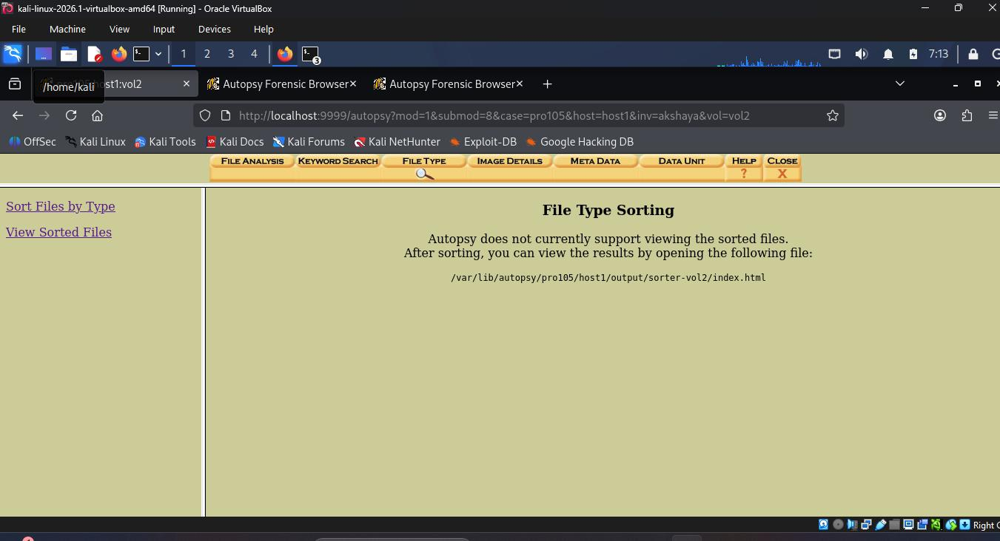 kali-linux-2026.1-virtualbox-amd64 [Running] - Oracle VirtualBox
File Machine View Input Devices Help
1 2 3 4 3 7:13
/home/kali host1:vol2 Autopsy Forensic Browser Autopsy Forensic Browser
http://localhost:9999/autopsy?mod=1&submod=8&case=pro105&host=host1&inv=akshaya&vol=vol2
OffSec Kali Linux Kali Tools Kali Docs Kali Forums Kali NetHunter Exploit-DB Google Hacking DB
FILE ANALYSIS KEYWORD SEARCH FILE TYPE IMAGE DETAILS META DATA DATA UNIT HELP CLOSE
? X
Sort Files by Type
View Sorted Files
File Type Sorting
Autopsy does not currently support viewing the sorted files.
After sorting, you can view the results by opening the following file:
/var/lib/autopsy/pro105/host1/output/sorter-vol2/index.html
Right